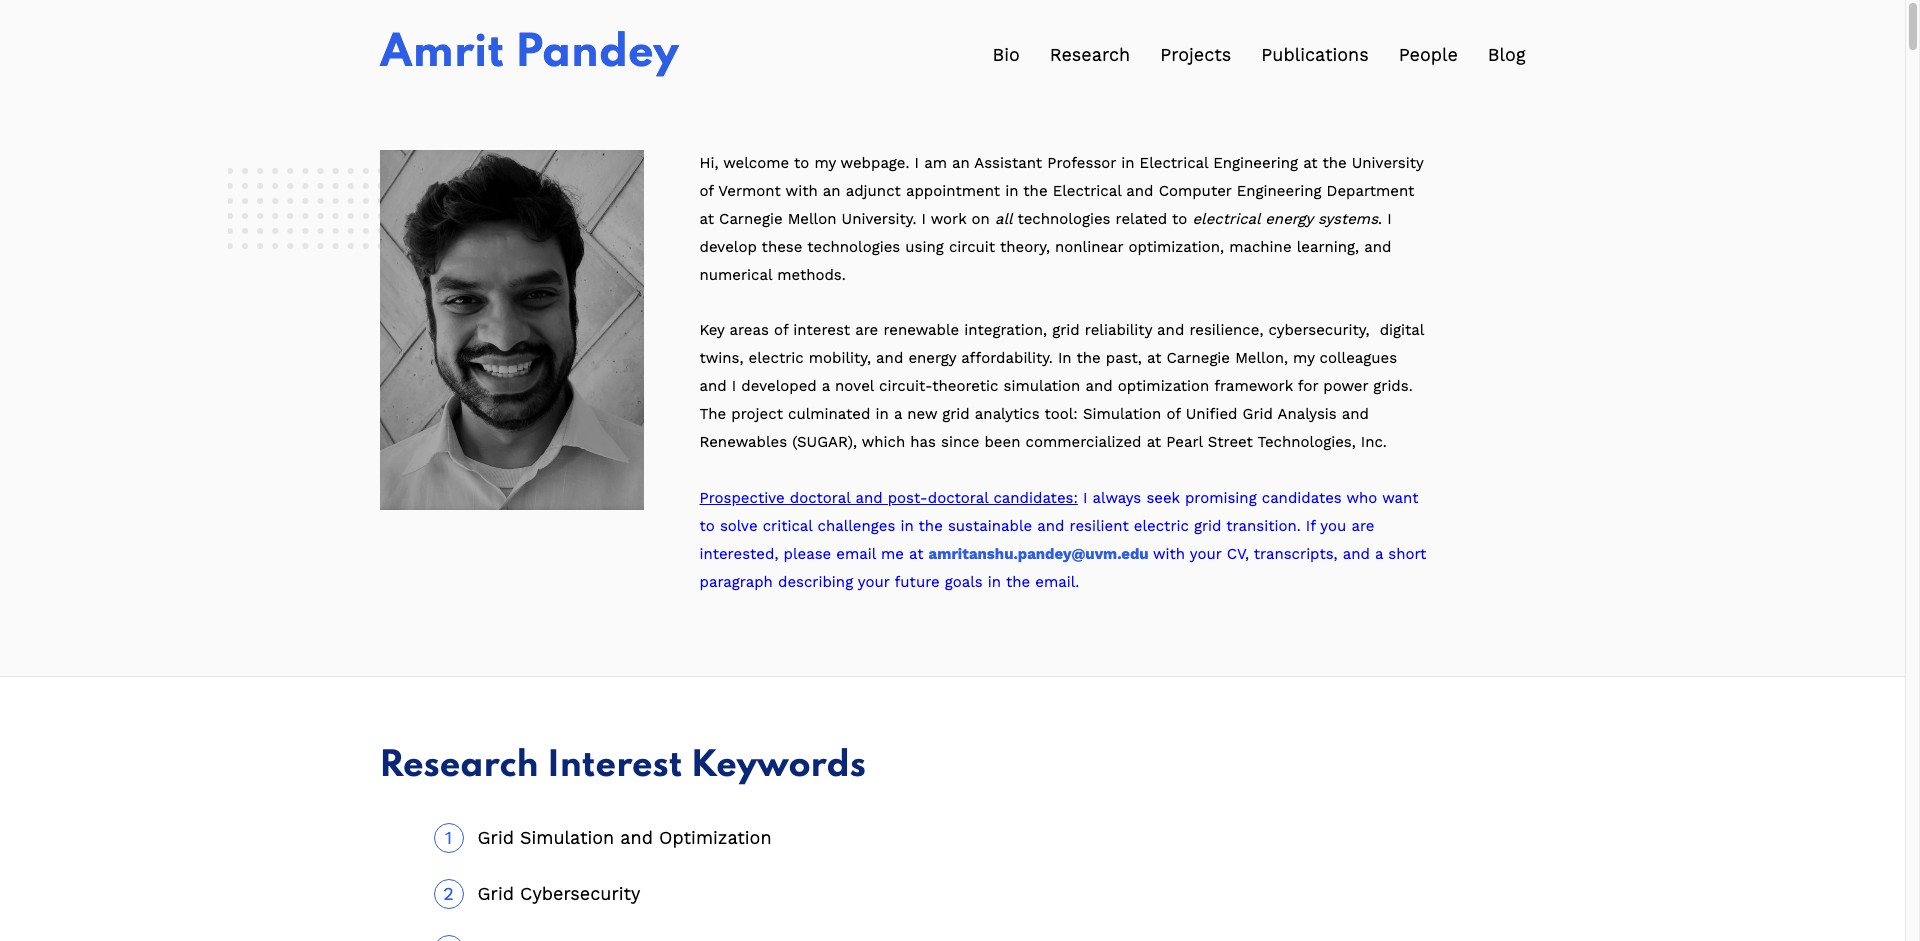 Amrit Pandey
Bio Research Projects Publications People Blog
Hi, welcome to my webpage. I am an Assistant Professor in Electrical Engineering at the University
of Vermont with an adjunct appointment in the Electrical and Computer Engineering Department
at Carnegie Mellon University. I work on all technologies related to electrical energy systems. I
develop these technologies using circuit theory, nonlinear optimization, machine learning, and
numerical methods.
Key areas of interest are renewable integration, grid reliability and resilience, cybersecurity,  digital
twins, electric mobility, and energy affordability. In the past, at Carnegie Mellon, my colleagues
and I developed a novel circuit-theoretic simulation and optimization framework for power grids.
The project culminated in a new grid analytics tool: Simulation of Unified Grid Analysis and
Renewables (SUGAR), which has since been commercialized at Pearl Street Technologies, Inc.
Prospective doctoral and post-doctoral candidates: I always seek promising candidates who want
to solve critical challenges in the sustainable and resilient electric grid transition. If you are
interested, please email me at amritanshu.pandey@uvm.edu with your CV, transcripts, and a short
paragraph describing your future goals in the email.
Research Interest Keywords
1 Grid Simulation and Optimization
2 Grid Cybersecurity